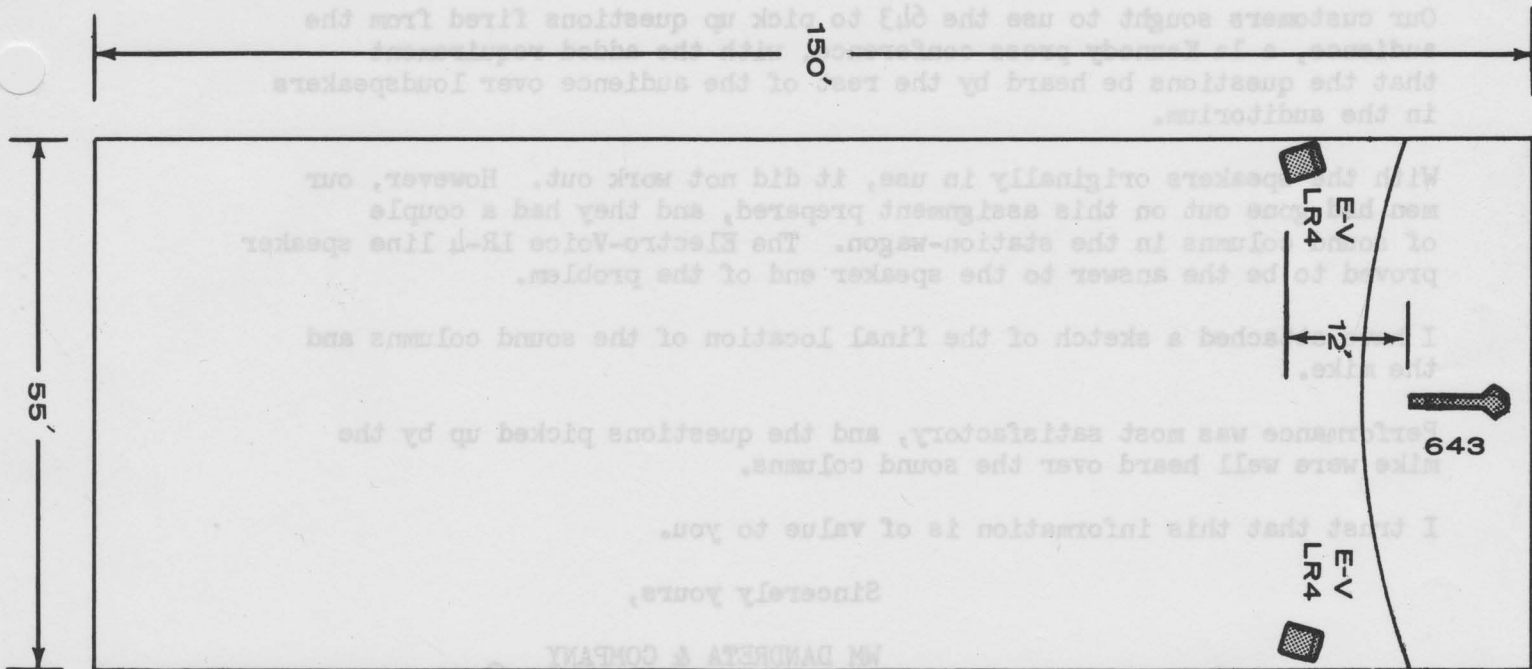 Our customers sought to use the 643 to pick up questions fired from the
audience, a la Kennedy press conference, with the added requirement
that the questions be heard by the rest of the audience over loudspeakers
in the auditorium.
With the speakers originally in use, it did not work out. However, our
men had gone out on this assignment prepared, and they had a couple
of sound columns in the station-wagon. The Electro-Voice LR-4 line speaker
proved to be the answer to the speaker end of the problem.
I have attached a sketch of the final location of the sound columns and
the mike.
Performance was most satisfactory, and the questions picked up by the
mike were well heard over the sound columns.
I trust that this information is of value to you.
Sincerely yours,
WM DANDRETA & COMPANY
150'
55'
E-V
LR4
12'
643
E-V
LR4